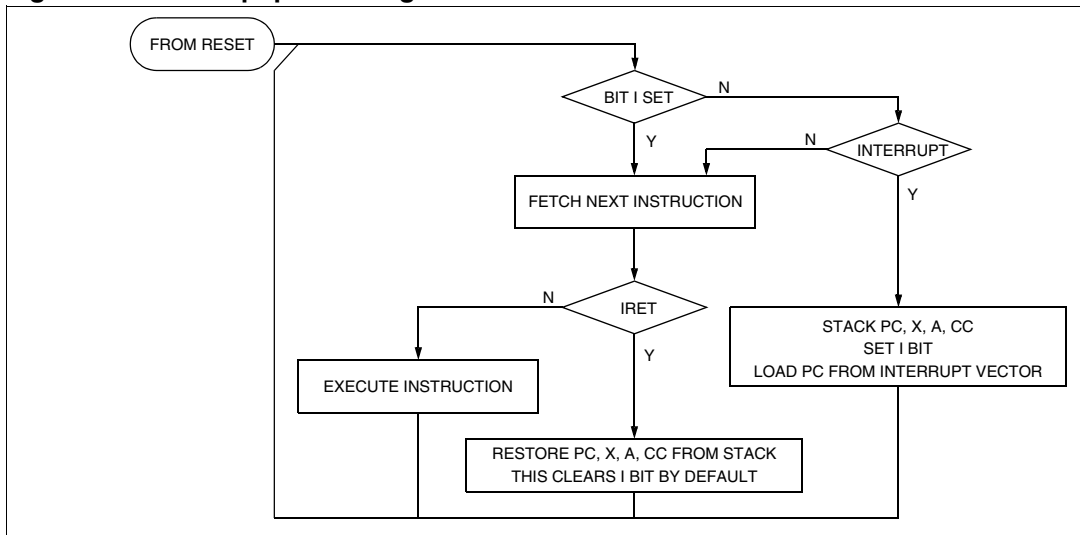 FROM RESET
BIT I SET
N
Y
N
INTERRUPT
Y
FETCH NEXT INSTRUCTION
N
IRET
Y
STACK PC, X, A, CC
SET I BIT
LOAD PC FROM INTERRUPT VECTOR
EXECUTE INSTRUCTION
RESTORE PC, X, A, CC FROM STACK
THIS CLEARS I BIT BY DEFAULT